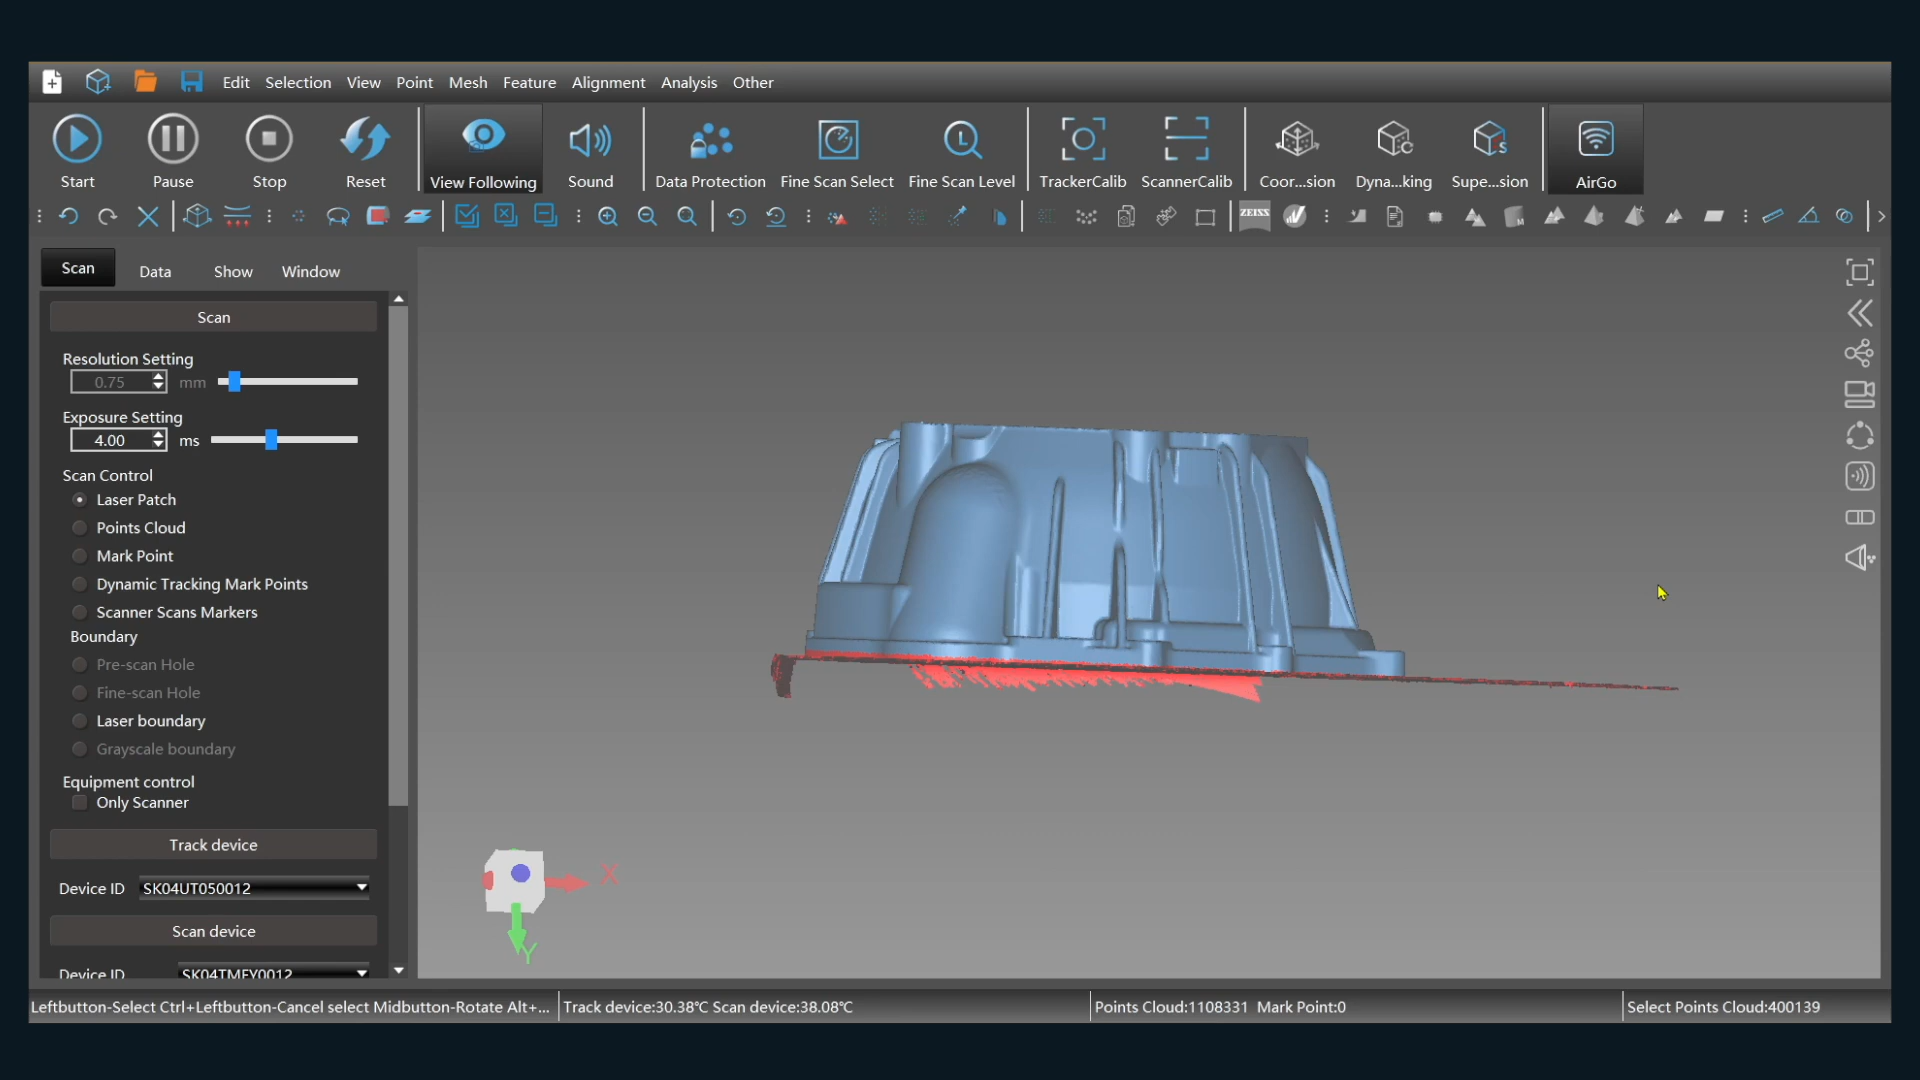 Edit Selection View Point Mesh Feature Alignment Analysis Other
Start Pause Stop Reset View Following Sound Data Protection Fine Scan Select Fine Scan Level TrackerCalib ScannerCalib Coor...sion Dyna...king Supe...sion AirGo
ZEISS
Scan Data Show Window
Scan
Resolution Setting
0.75 mm
Exposure Setting
4.00 ms
Scan Control
Laser Patch
Points Cloud
Mark Point
Dynamic Tracking Mark Points
Scanner Scans Markers
Boundary
Pre-scan Hole
Fine-scan Hole
Laser boundary
Grayscale boundary
Equipment control
Only Scanner
Track device
Device ID SK04UT050012
Scan device
Device ID SK04TMEY0012
X
Y
Leftbutton-Select Ctrl+Leftbutton-Cancel select Midbutton-Rotate Alt+... Track device:30.38℃ Scan device:38.08℃ Points Cloud:1108331 Mark Point:0 Select Points Cloud:400139